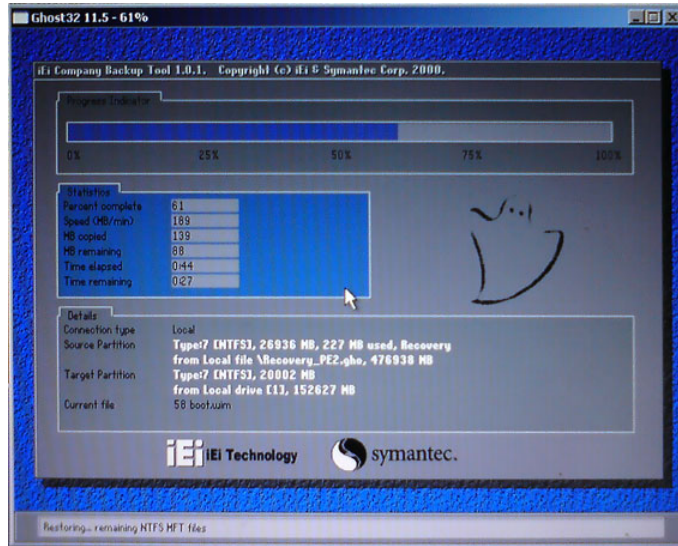 Ghost32 11.5 - 61%
iEi Company Backup Tool 1.0.1. Copyright (c) iEi & Symantec Corp. 2000.
Progress Indicator
0% 25% 50% 75% 100%
Statistics
Percent complete 61
Speed (MB/min) 189
MB copied 139
MB remaining 88
Time elapsed 0:44
Time remaining 0:27
Details
Connection type Local
Source Partition Type:7 [NTFS], 26936 MB, 227 MB used, Recovery
from Local file \Recovery_PE2.gho, 476938 MB
Target Partition Type:7 [NTFS], 20002 MB
from Local drive [1], 152627 MB
Current file 58 boot.wim
iEi iEi Technology symantec.
Restoring... remaining NTFS MFT files